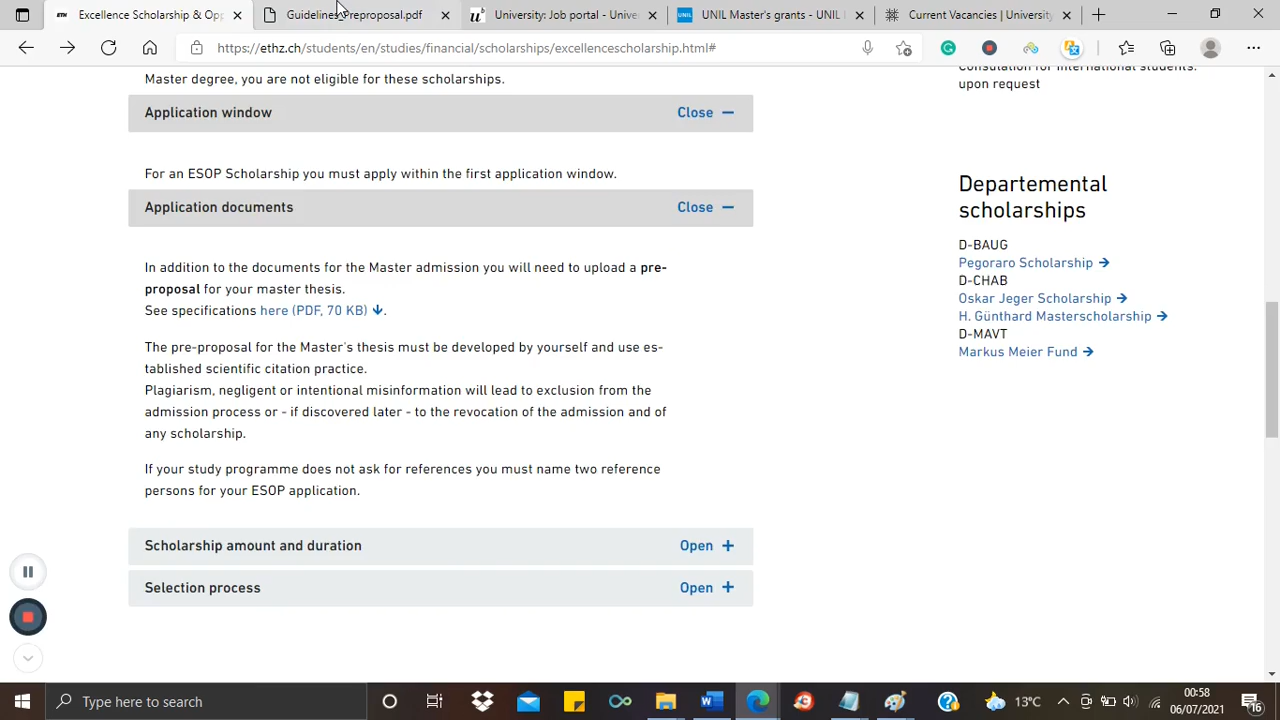 Excellence Scholarship & Opp
Guidelines_Preproposal.pdf
University: Job portal - Unive
UNIL Master's grants - UNIL
Current Vacancies | University
https://ethz.ch/students/en/studies/financial/scholarships/excellencescholarship.html#
Master degree, you are not eligible for these scholarships.
Application window Close
For an ESOP Scholarship you must apply within the first application window.
Application documents Close
In addition to the documents for the Master admission you will need to upload a pre-
proposal for your master thesis.
See specifications here (PDF, 70 KB) ↓.
The pre-proposal for the Master's thesis must be developed by yourself and use es-
tablished scientific citation practice.
Plagiarism, negligent or intentional misinformation will lead to exclusion from the
admission process or - if discovered later - to the revocation of the admission and of
any scholarship.
If your study programme does not ask for references you must name two reference
persons for your ESOP application.
Scholarship amount and duration Open +
Selection process Open +
Consultation for international students:
upon request
Departemental
scholarships
D-BAUG
Pegoraro Scholarship →
D-CHAB
Oskar Jeger Scholarship →
H. Günthard Masterscholarship →
D-MAVT
Markus Meier Fund →
Type here to search
13°C
00:58
06/07/2021
16